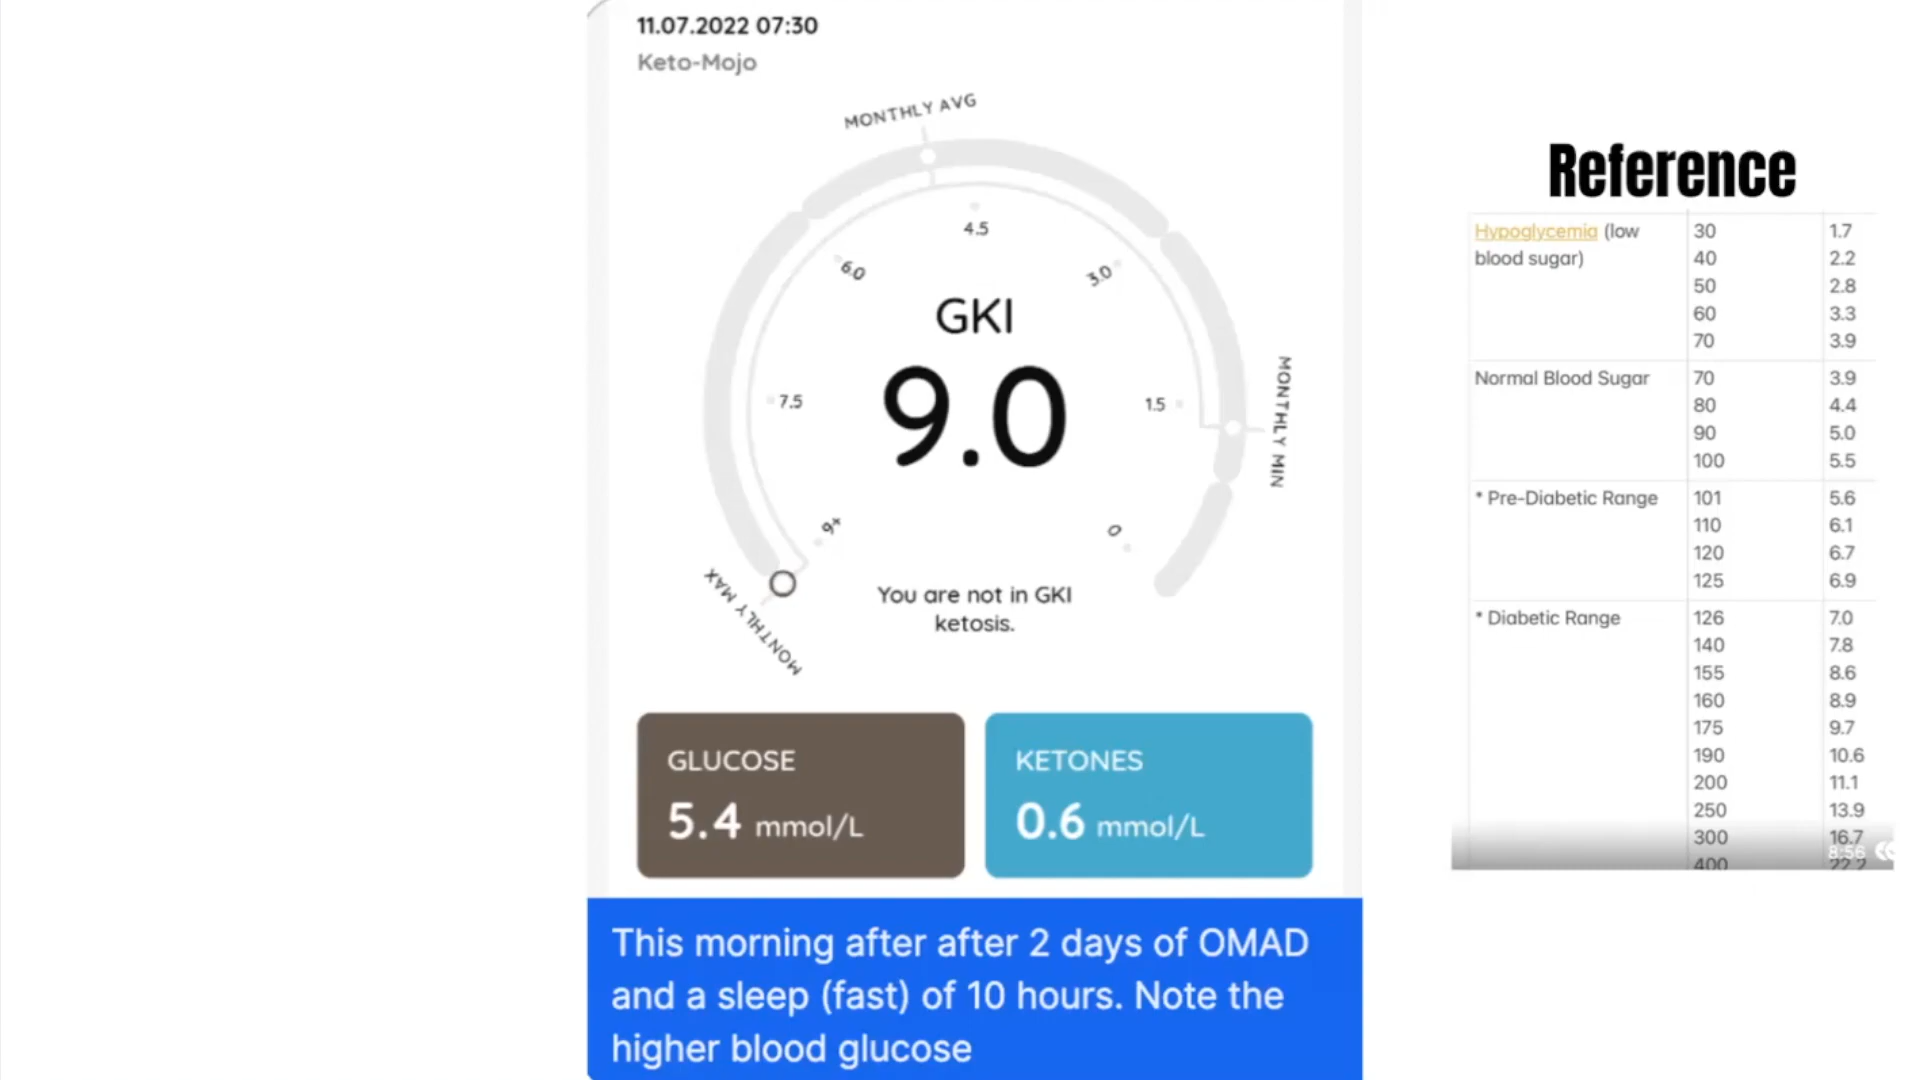 11.07.2022 07:30
Keto-Mojo
MONTHLY AVG
4.5
6.0
3.0
GKI
9.0
7.5
1.5
MONTHLY MIN
9+
0
MONTHLY MAX
You are not in GKI
ketosis.
GLUCOSE
5.4 mmol/L
KETONES
0.6 mmol/L
This morning after after 2 days of OMAD
and a sleep (fast) of 10 hours. Note the
higher blood glucose
Reference
Hypoglycemia (low 30 1.7
blood sugar) 40 2.2
50 2.8
60 3.3
70 3.9
Normal Blood Sugar 70 3.9
80 4.4
90 5.0
100 5.5
* Pre-Diabetic Range 101 5.6
110 6.1
120 6.7
125 6.9
* Diabetic Range 126 7.0
140 7.8
155 8.6
160 8.9
175 9.7
190 10.6
200 11.1
250 13.9
300 16.7
8:56
400 22.2